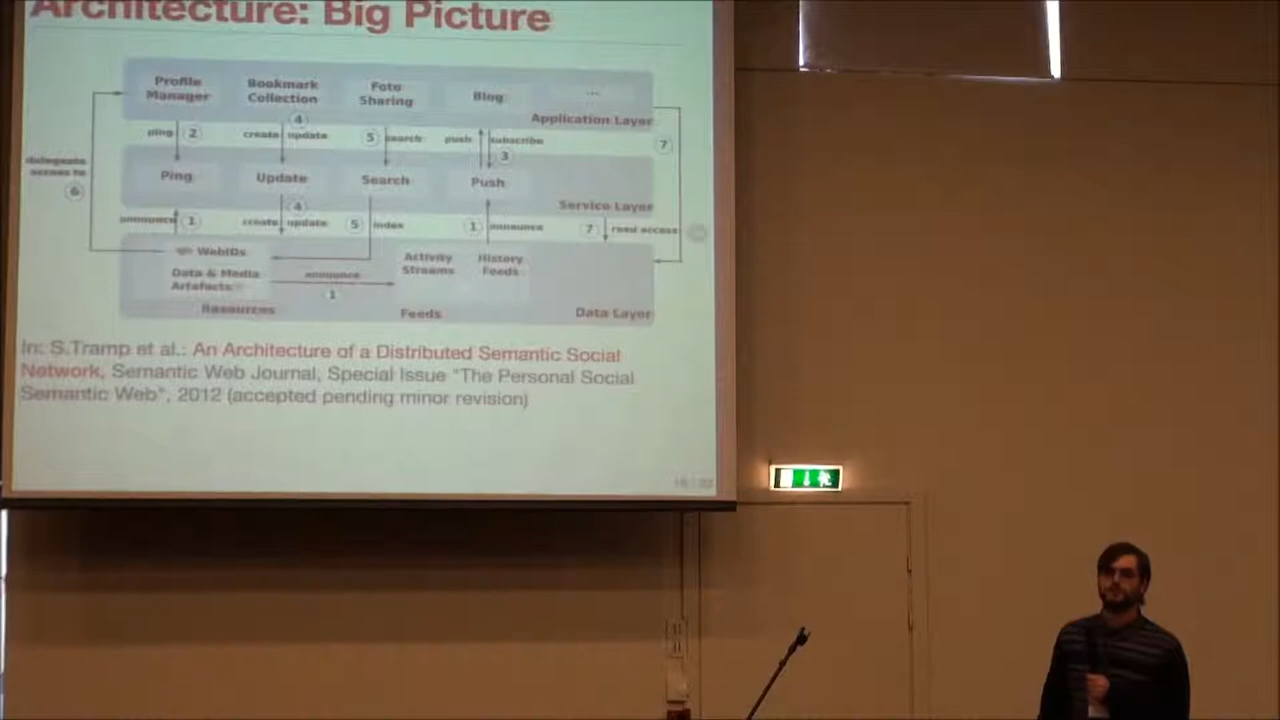 Architecture: Big Picture
Profile Manager
Bookmark Collection
Foto Sharing
Blog
...
Application Layer
ping 2
create 4 update
5 search
push subscribe
3
7
delegate access to
6
Ping
Update
Search
Push
Service Layer
announce 1
create 4 update
5 index
1 announce
7 read access
WebIDs
Data & Media Artefacts
announce
1
Activity Streams
History Feeds
Resources
Feeds
Data Layer
In: S.Tramp et al.: An Architecture of a Distributed Semantic Social
Network, Semantic Web Journal, Special Issue "The Personal Social
Semantic Web", 2012 (accepted pending minor revision)